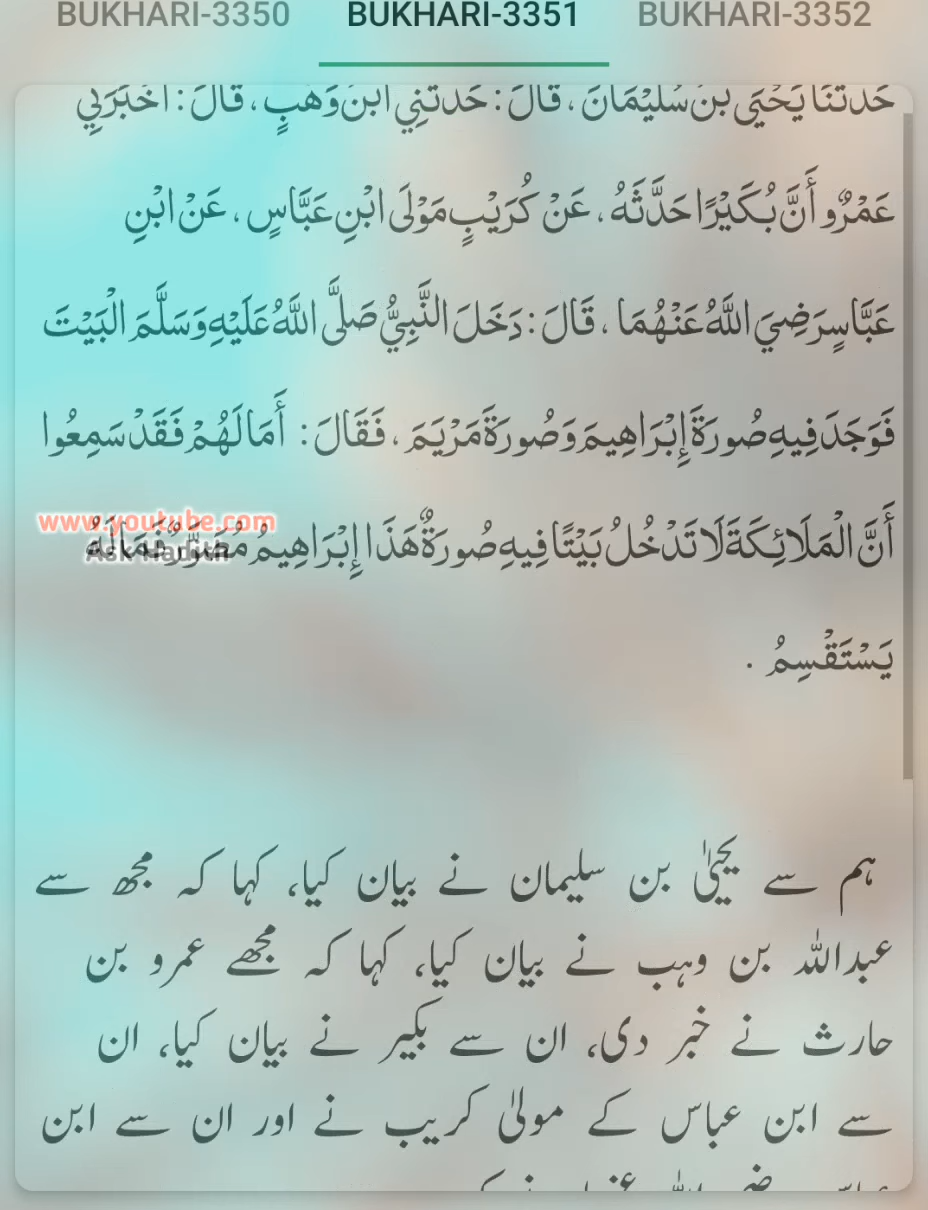 BUKHARI-3350 BUKHARI-3351 BUKHARI-3352
حَدَّثَنَا يَحْيَى بْنُ سُلَيْمَانَ ، قَالَ : حَدَّثَنِي ابْنُ وَهْبٍ ، قَالَ : أَخْبَرَنِي
عَمْرٌو أَنَّ بُكَيْرًا حَدَّثَهُ ، عَنْ كُرَيْبٍ مَوْلَى ابْنِ عَبَّاسٍ ، عَنْ ابْنِ
عَبَّاسٍ رَضِيَ اللَّهُ عَنْهُمَا ، قَالَ : دَخَلَ النَّبِيُّ صَلَّى اللَّهُ عَلَيْهِ وَسَلَّمَ الْبَيْتَ
فَوَجَدَ فِيهِ صُورَةَ إِبْرَاهِيمَ وَصُورَةَ مَرْيَمَ ، فَقَالَ : أَمَا لَهُمْ فَقَدْ سَمِعُوا
أَنَّ الْمَلَائِكَةَ لَا تَدْخُلُ بَيْتًا فِيهِ صُورَةٌ هَذَا إِبْرَاهِيمُ مُصَوَّرٌ فَمَا لَهُ
www.youtube.com
Ask Hadith
يَسْتَقْسِمُ .
ہم سے یحییٰ بن سلیمان نے بیان کیا، کہا کہ مجھ سے
عبداللہ بن وہب نے بیان کیا، کہا کہ مجھے عمرو بن
حارث نے خبر دی، ان سے بکیر نے بیان کیا، ان
سے ابن عباس کے مولیٰ کریب نے اور ان سے ابن